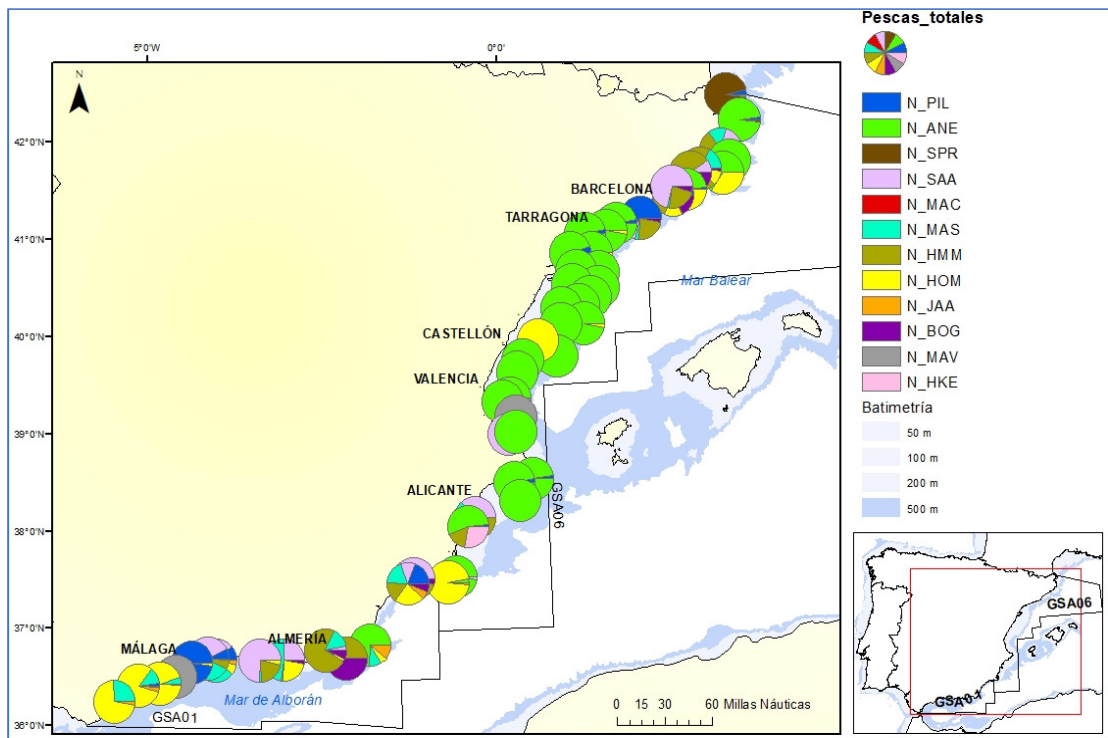 Pescas_totales
5°0'W
0°0'
N
42°0'N
41°0'N
40°0'N
39°0'N
38°0'N
37°0'N
36°0'N
BARCELONA
TARRAGONA
Mar Balear
CASTELLÓN
VALENCIA
ALICANTE
GSA06
ALMERÍA
MÁLAGA
Mar de Alborán
GSA01
0 15 30 60 Millas Náuticas
N_PIL
N_ANE
N_SPR
N_SAA
N_MAC
N_MAS
N_HMM
N_HOM
N_JAA
N_BOG
N_MAV
N_HKE
Batimetría
50 m
100 m
200 m
500 m
GSA06